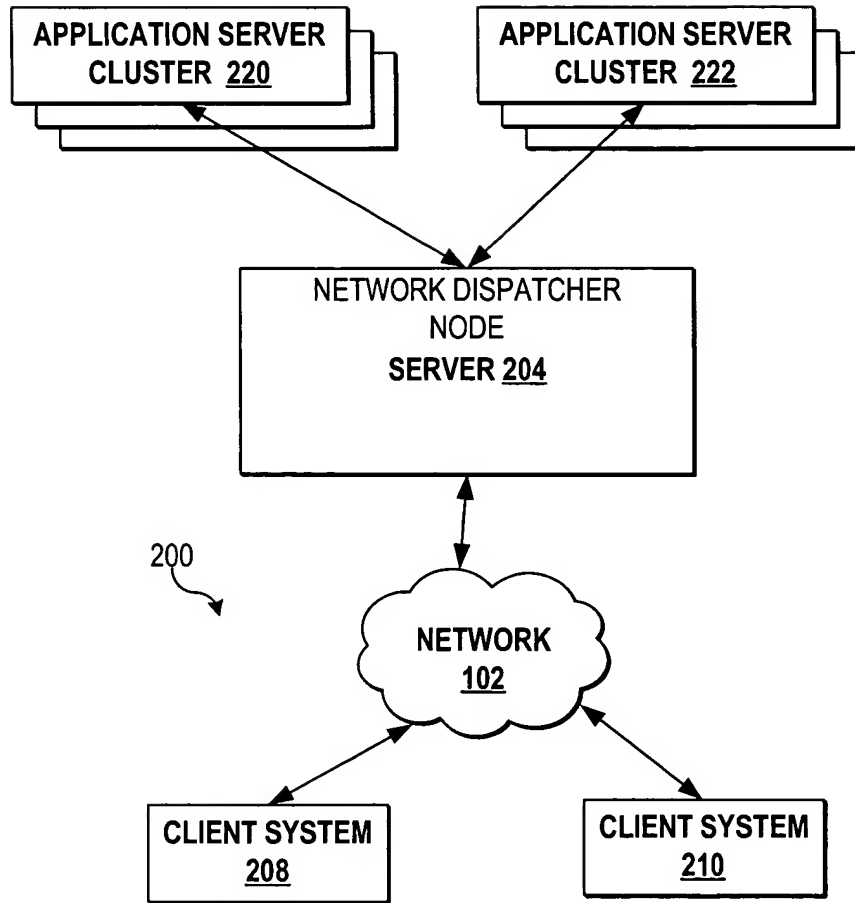 APPLICATION SERVER
CLUSTER 220
APPLICATION SERVER
CLUSTER 222
NETWORK DISPATCHER
NODE
SERVER 204
200
NETWORK
102
CLIENT SYSTEM
208
CLIENT SYSTEM
210